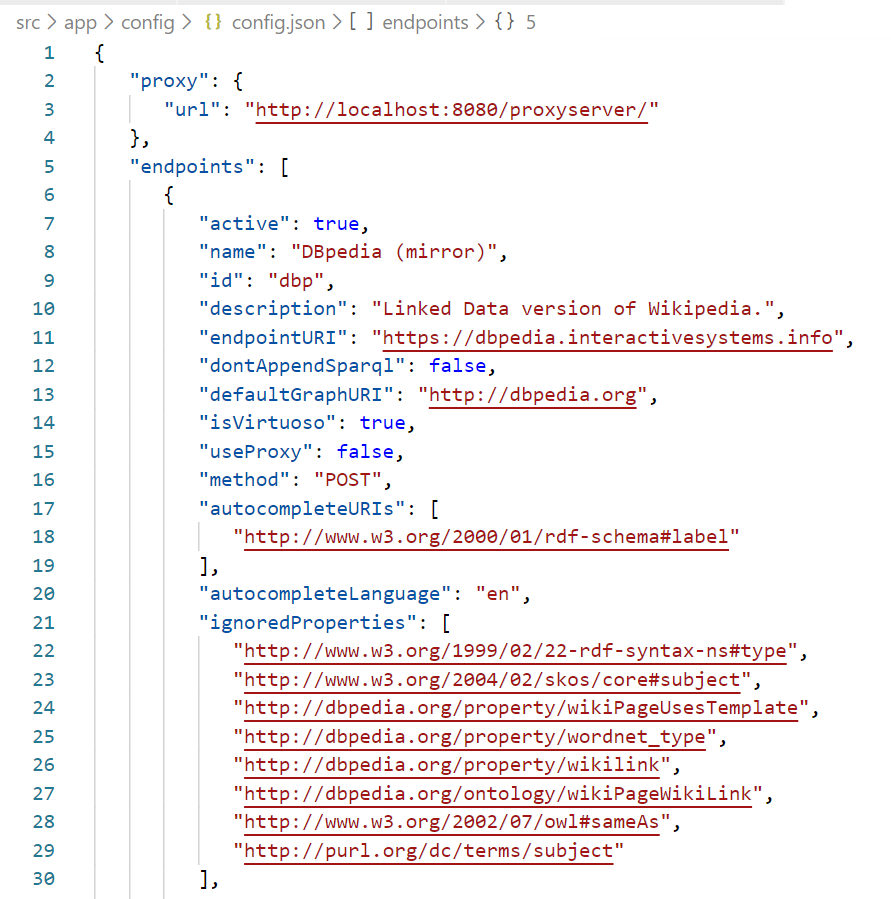 src > app > config > {} config.json > [ ] endpoints > {} 5
1 {
2 "proxy": {
3 "url": "http://localhost:8080/proxyserver/"
4 },
5 "endpoints": [
6 {
7 "active": true,
8 "name": "DBpedia (mirror)",
9 "id": "dbp",
10 "description": "Linked Data version of Wikipedia.",
11 "endpointURI": "https://dbpedia.interactivesystems.info",
12 "dontAppendSparql": false,
13 "defaultGraphURI": "http://dbpedia.org",
14 "isVirtuoso": true,
15 "useProxy": false,
16 "method": "POST",
17 "autocompleteURIs": [
18 "http://www.w3.org/2000/01/rdf-schema#label"
19 ],
20 "autocompleteLanguage": "en",
21 "ignoredProperties": [
22 "http://www.w3.org/1999/02/22-rdf-syntax-ns#type",
23 "http://www.w3.org/2004/02/skos/core#subject",
24 "http://dbpedia.org/property/wikiPageUsesTemplate",
25 "http://dbpedia.org/property/wordnet_type",
26 "http://dbpedia.org/property/wikilink",
27 "http://dbpedia.org/ontology/wikiPageWikiLink",
28 "http://www.w3.org/2002/07/owl#sameAs",
29 "http://purl.org/dc/terms/subject"
30 ],